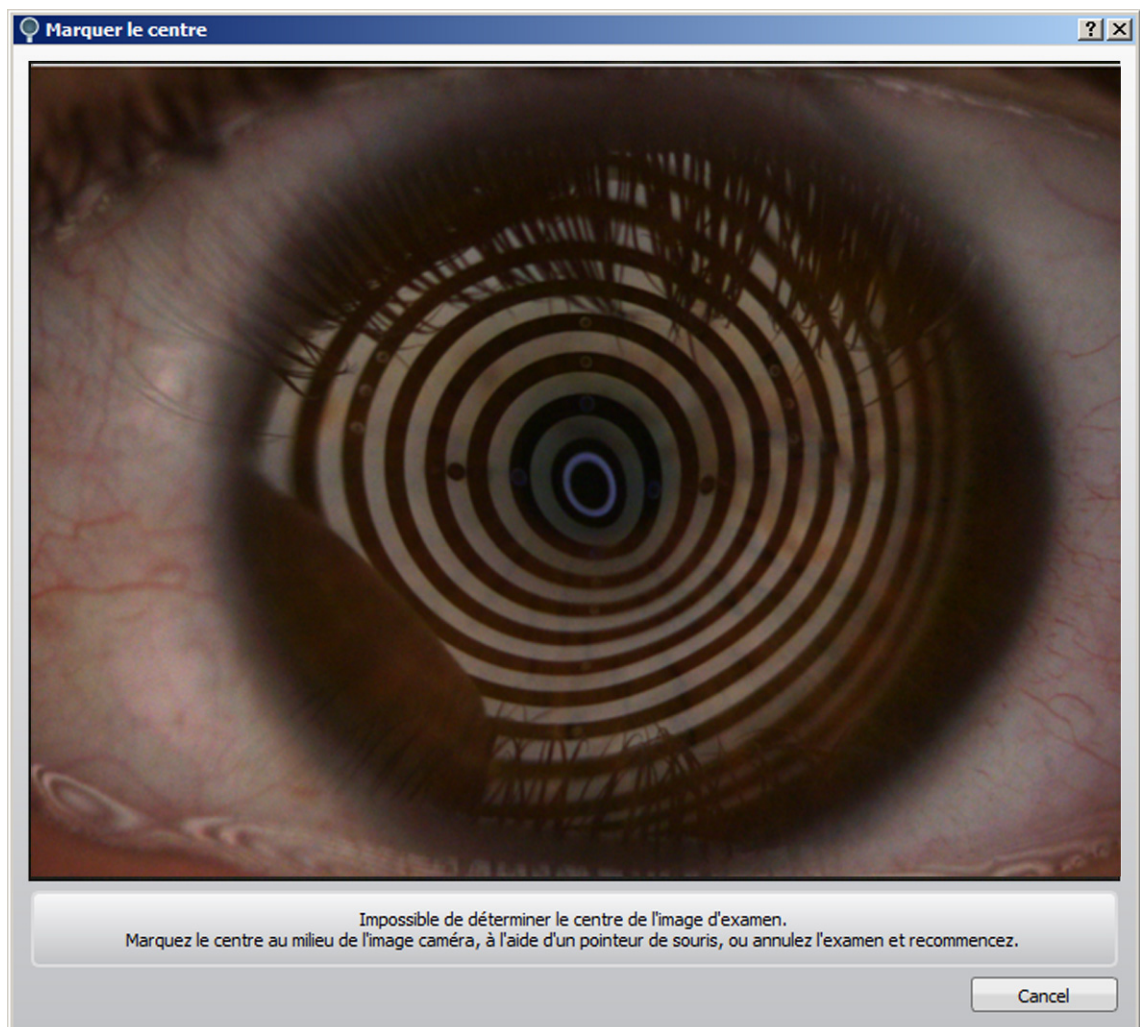 Marquer le centre
Impossible de déterminer le centre de l'image d'examen.
Marquez le centre au milieu de l'image caméra, à l'aide d'un pointeur de souris, ou annulez l'examen et recommencez.
Cancel